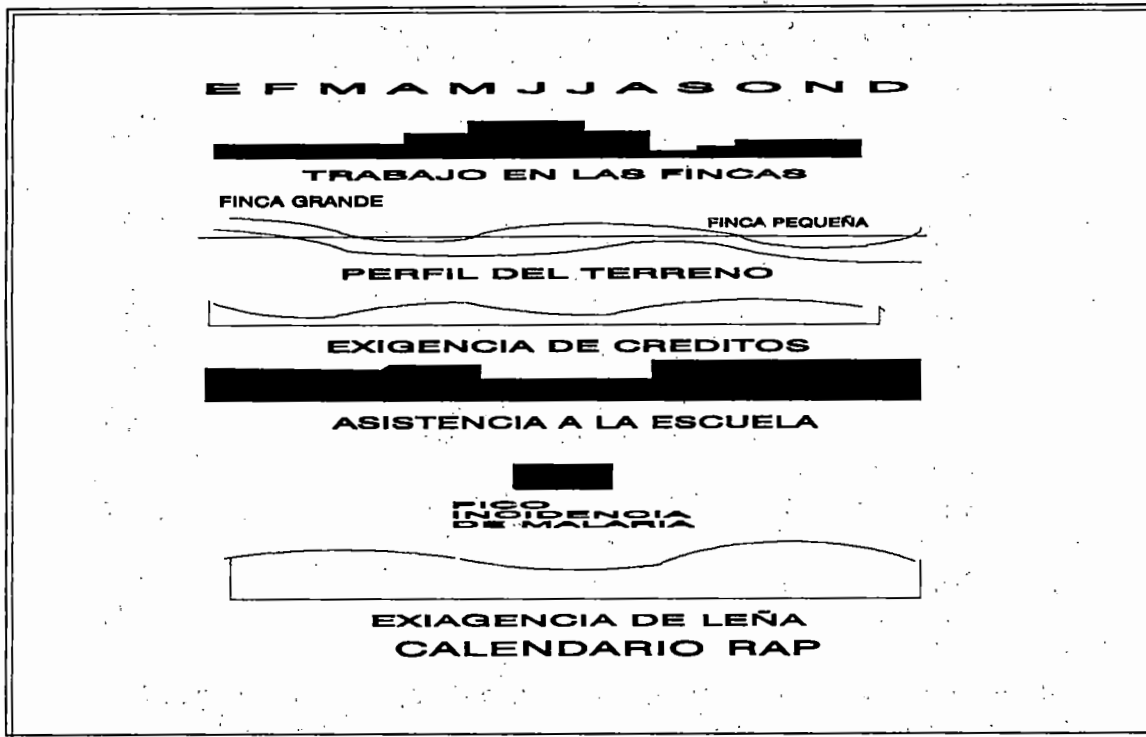 E F M A M J J A S O N D
TRABAJO EN LAS FINCAS
FINCA GRANDE
FINCA PEQUEÑA
PERFIL DEL TERRENO
EXIGENCIA DE CREDITOS
ASISTENCIA A LA ESCUELA
PICO
INCIDENCIA
DE MALARIA
EXIAGENCIA DE LEÑA
CALENDARIO RAP